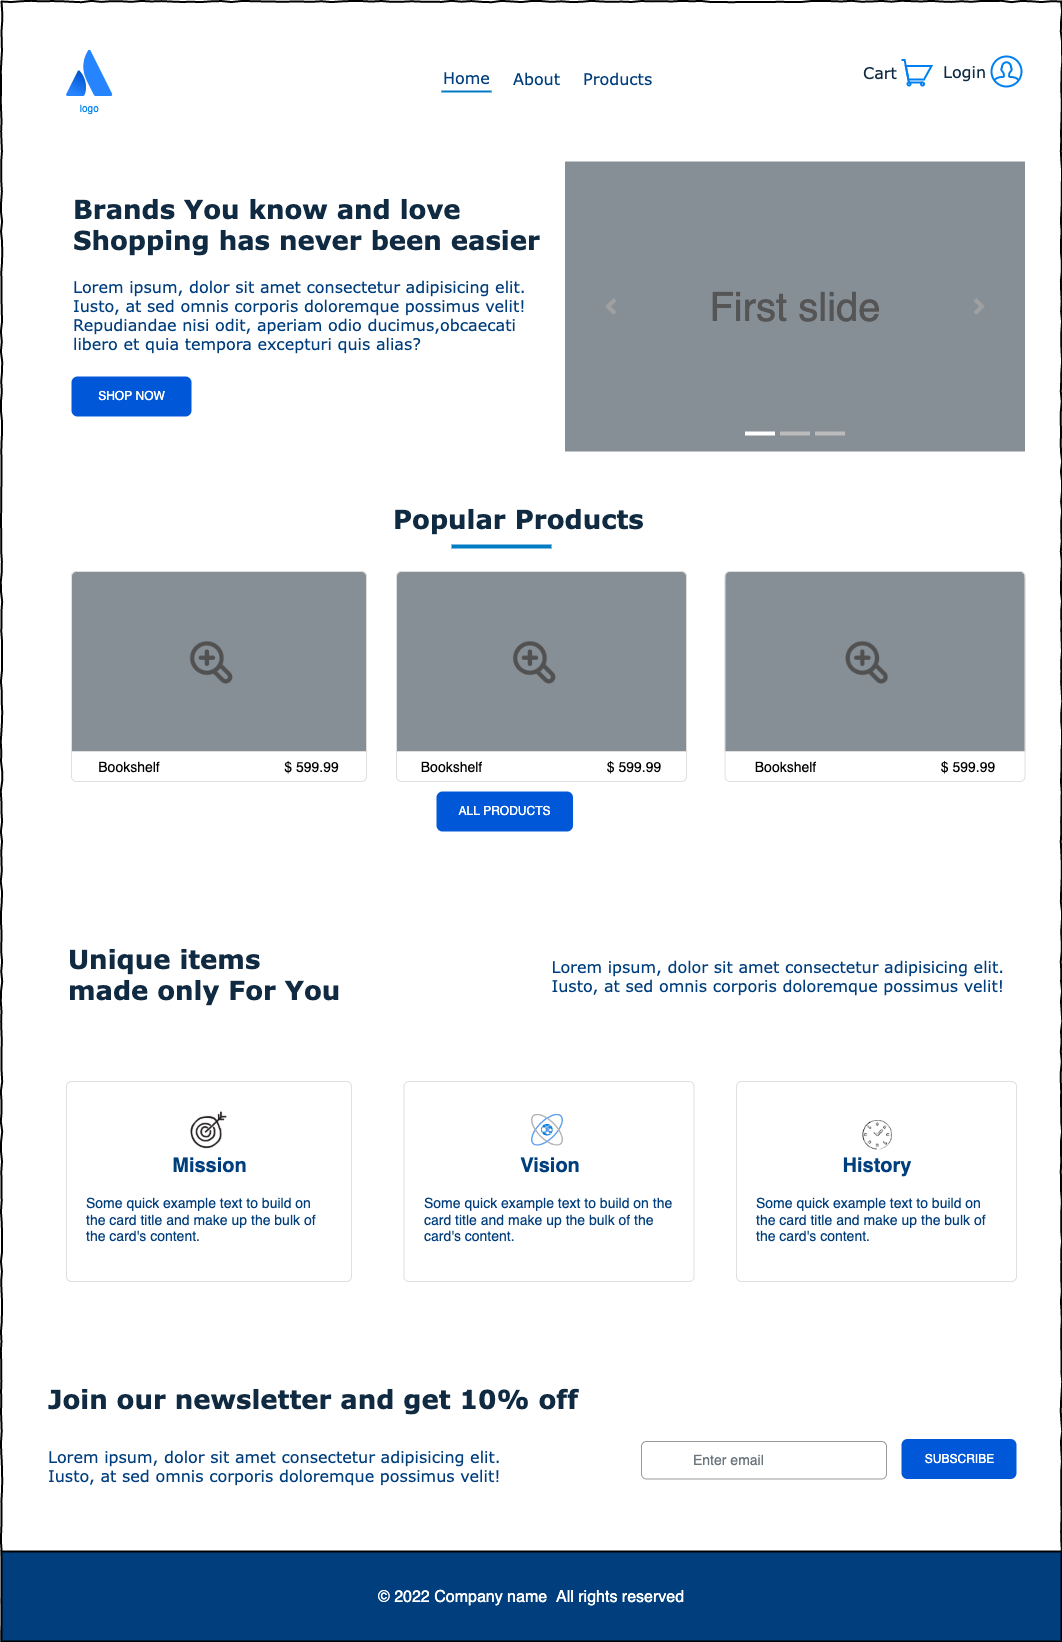 logo
Home About Products
Cart Login
Brands You know and love
Shopping has never been easier
Lorem ipsum, dolor sit amet consectetur adipisicing elit.
Iusto, at sed omnis corporis doloremque possimus velit!
Repudiandae nisi odit, aperiam odio ducimus,obcaecati
libero et quia tempora excepturi quis alias?
SHOP NOW
First slide
Popular Products
Bookshelf $ 599.99
Bookshelf $ 599.99
Bookshelf $ 599.99
ALL PRODUCTS
Unique items
made only For You
Lorem ipsum, dolor sit amet consectetur adipisicing elit.
Iusto, at sed omnis corporis doloremque possimus velit!
Mission
Some quick example text to build on
the card title and make up the bulk of
the card's content.
Vision
Some quick example text to build on the
card title and make up the bulk of the
card's content.
History
Some quick example text to build on
the card title and make up the bulk of
the card's content.
Join our newsletter and get 10% off
Lorem ipsum, dolor sit amet consectetur adipisicing elit.
Iusto, at sed omnis corporis doloremque possimus velit!
Enter email
SUBSCRIBE
© 2022 Company name  All rights reserved